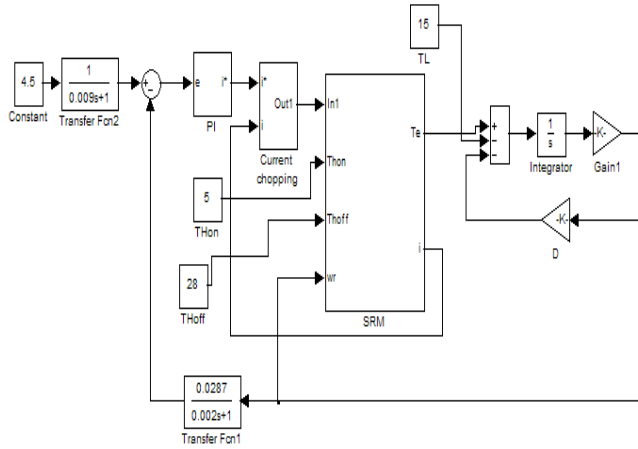 15
TL
4.5
Constant
1
0.009s+1
Transfer Fcn2
+
−
e
i*
PI
i*
i
Out1
Current
chopping
In1
Thon
Thoff
wr
Te
i
SRM
5
THon
28
THoff
+
−
−
1
s
Integrator
-K-
Gain1
-K-
D
0.0287
0.002s+1
Transfer Fcn1